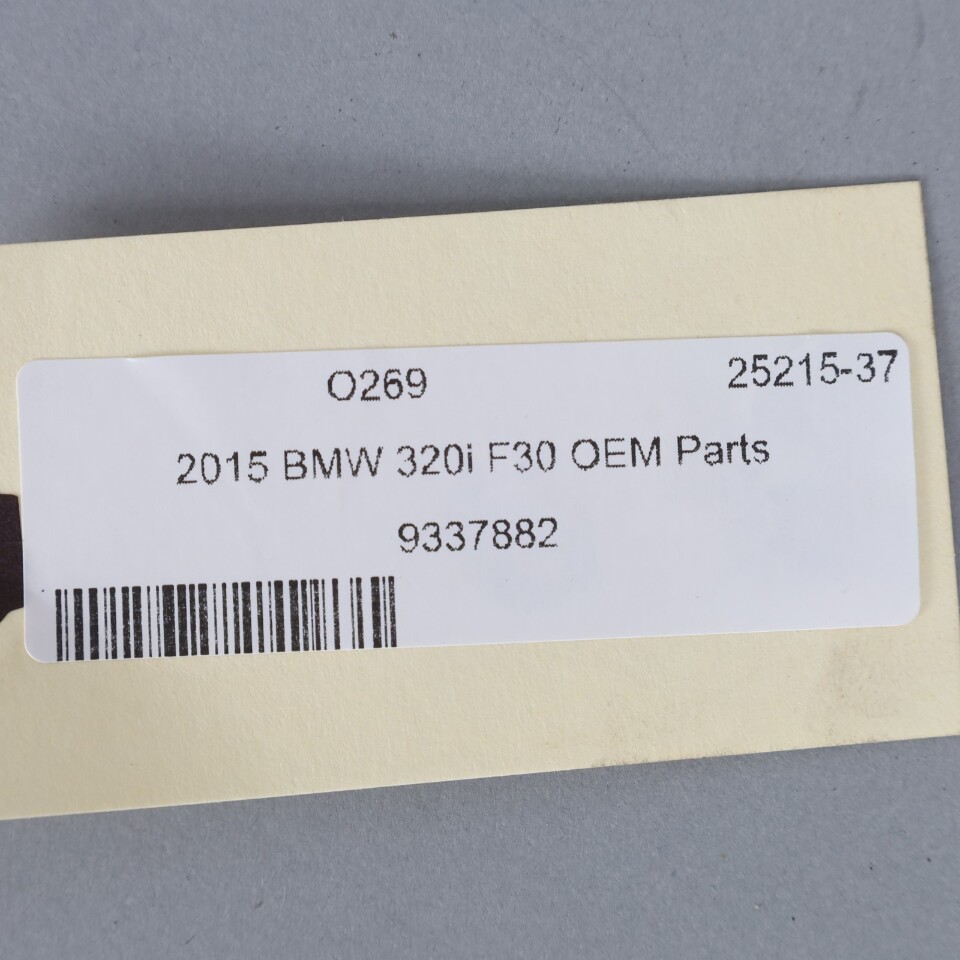 O269 25215-37
2015 BMW 320i F30 OEM Parts
9337882